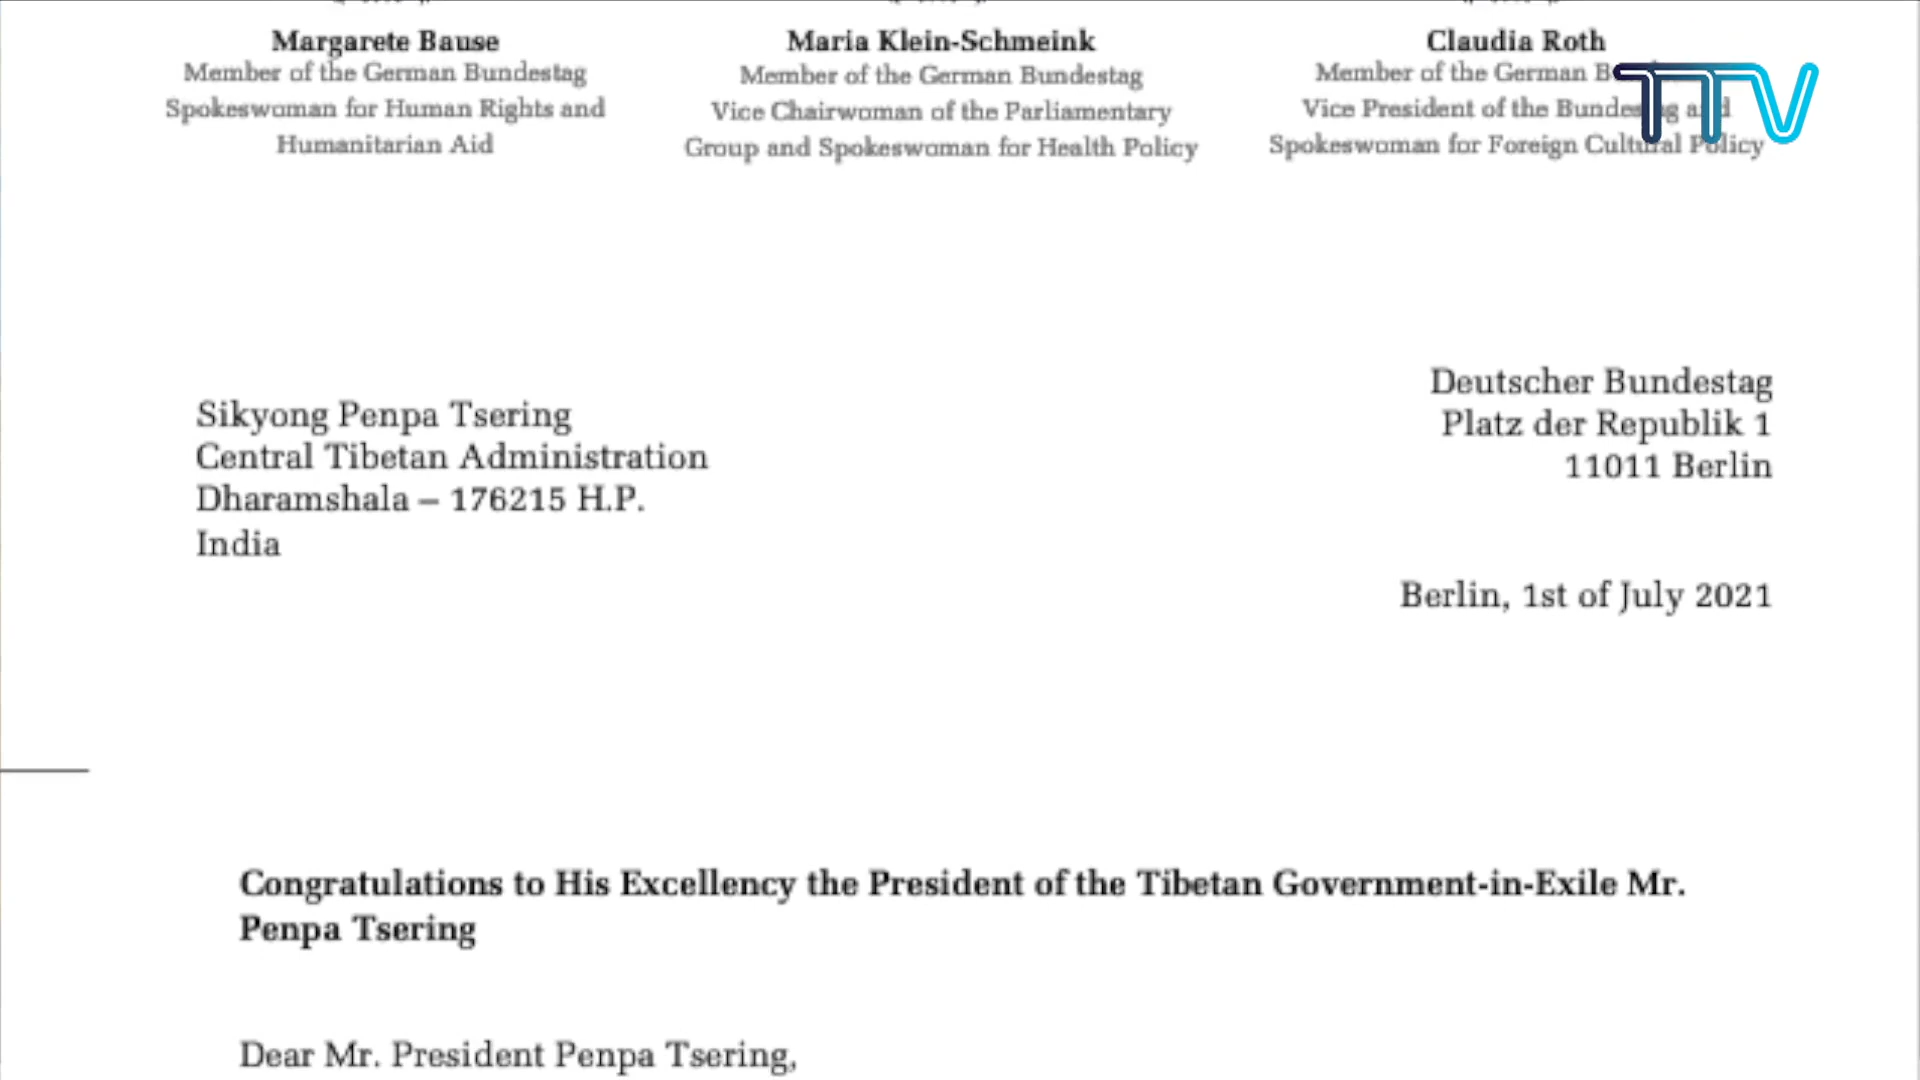 Margarete Bause
Member of the German Bundestag
Spokeswoman for Human Rights and
Humanitarian Aid
Maria Klein-Schmeink
Member of the German Bundestag
Vice Chairwoman of the Parliamentary
Group and Spokeswoman for Health Policy
Claudia Roth
Member of the German
Vice President of the Bundestag and
Spokeswoman for Foreign Cultural Policy
TTV
Deutscher Bundestag
Platz der Republik 1
11011 Berlin
Sikyong Penpa Tsering
Central Tibetan Administration
Dharamshala – 176215 H.P.
India
Berlin, 1st of July 2021
Congratulations to His Excellency the President of the Tibetan Government-in-Exile Mr.
Penpa Tsering
Dear Mr. President Penpa Tsering,